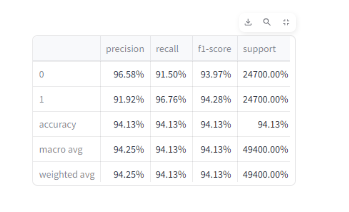 precision recall f1-score support
0 96.58% 91.50% 93.97% 24700.00%
1 91.92% 96.76% 94.28% 24700.00%
accuracy 94.13% 94.13% 94.13% 94.13%
macro avg 94.25% 94.13% 94.13% 49400.00%
weighted avg 94.25% 94.13% 94.13% 49400.00%